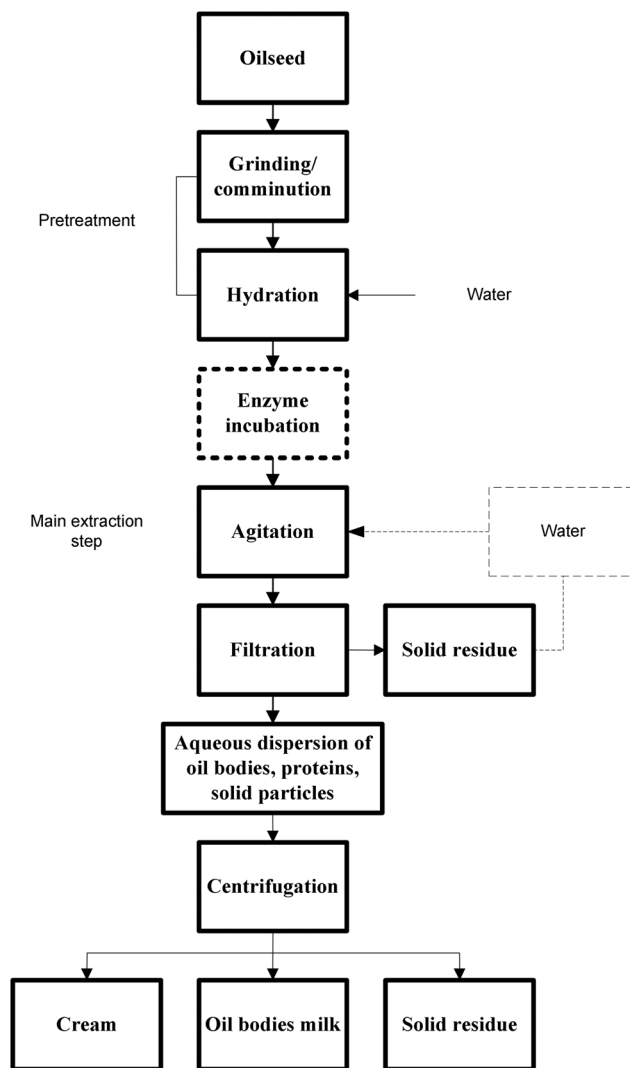 Oilseed
Grinding/
comminution
Pretreatment
Hydration
Water
Enzyme
incubation
Main extraction
step
Agitation
Water
Filtration
Solid residue
Aqueous dispersion of
oil bodies, proteins,
solid particles
Centrifugation
Cream
Oil bodies milk
Solid residue